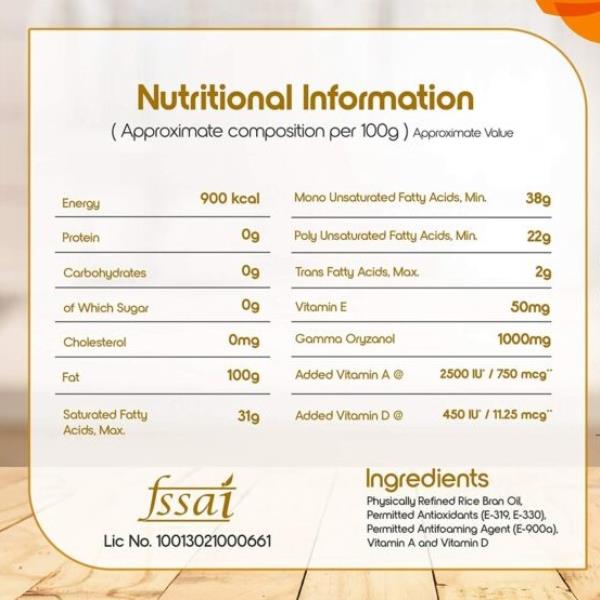 Nutritional Information
( Approximate composition per 100g ) Approximate Value
Energy 900 kcal
Protein 0g
Carbohydrates 0g
of Which Sugar 0g
Cholesterol 0mg
Fat 100g
Saturated Fatty Acids, Max. 31g
Mono Unsaturated Fatty Acids, Min. 38g
Poly Unsaturated Fatty Acids, Min. 22g
Trans Fatty Acids, Max. 2g
Vitamin E 50mg
Gamma Oryzanol 1000mg
Added Vitamin A @ 2500 IU* / 750 mcg**
Added Vitamin D @ 450 IU* / 11.25 mcg**
fssai
Lic No. 10013021000661
Ingredients
Physically Refined Rice Bran Oil,
Permitted Antioxidants (E-319, E-330),
Permitted Antifoaming Agent (E-900a),
Vitamin A and Vitamin D